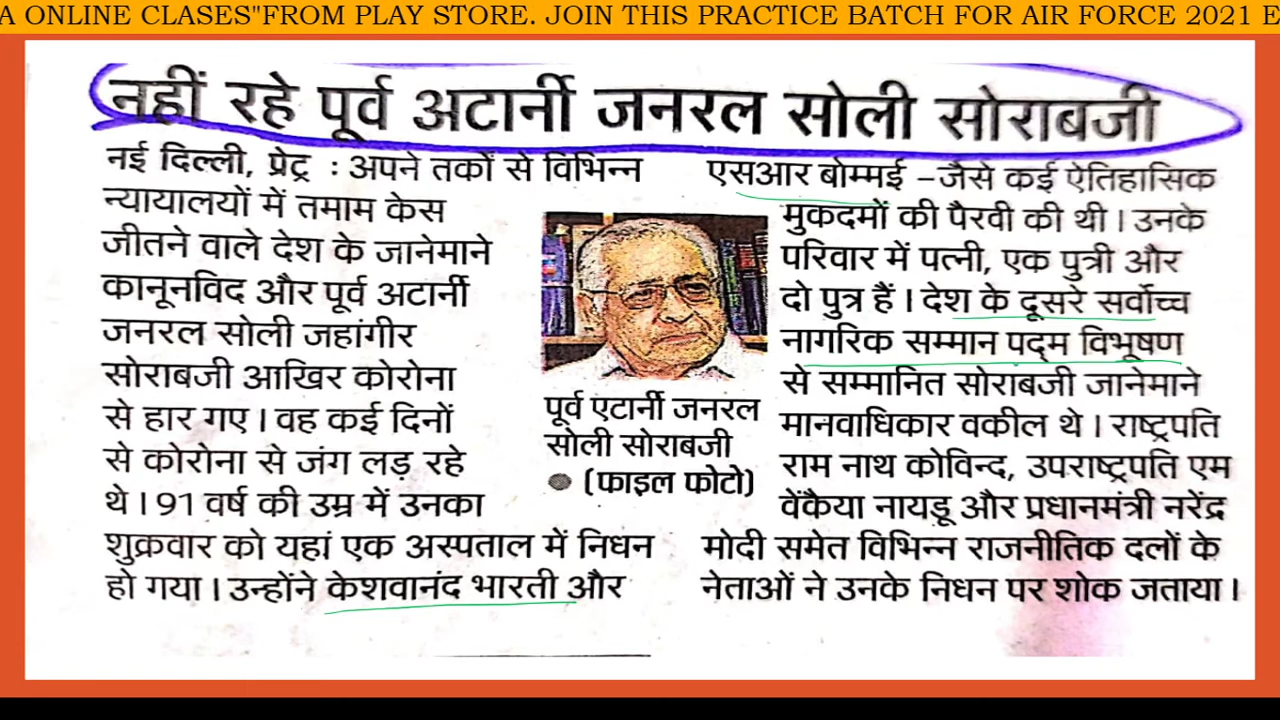 A ONLINE CLASES"FROM PLAY STORE. JOIN THIS PRACTICE BATCH FOR AIR FORCE 2021 E
नहीं रहे पूर्व अटार्नी जनरल सोली सोराबजी
नई दिल्ली, प्रेट्र : अपने तर्कों से विभिन्न
न्यायालयों में तमाम केस
जीतने वाले देश के जानेमाने
कानूनविद और पूर्व अटार्नी
जनरल सोली जहांगीर
सोराबजी आखिर कोरोना
से हार गए। वह कई दिनों
से कोरोना से जंग लड़ रहे
थे। 91 वर्ष की उम्र में उनका
शुक्रवार को यहां एक अस्पताल में निधन
हो गया। उन्होंने केशवानंद भारती और
पूर्व एटार्नी जनरल
सोली सोराबजी
● (फाइल फोटो)
एसआर बोम्मई -जैसे कई ऐतिहासिक
मुकदमों की पैरवी की थी। उनके
परिवार में पत्नी, एक पुत्री और
दो पुत्र हैं। देश के दूसरे सर्वोच्च
नागरिक सम्मान पद्म विभूषण
से सम्मानित सोराबजी जानेमाने
मानवाधिकार वकील थे। राष्ट्रपति
राम नाथ कोविन्द, उपराष्ट्रपति एम
वेंकैया नायडू और प्रधानमंत्री नरेंद्र
मोदी समेत विभिन्न राजनीतिक दलों के
नेताओं ने उनके निधन पर शोक जताया।